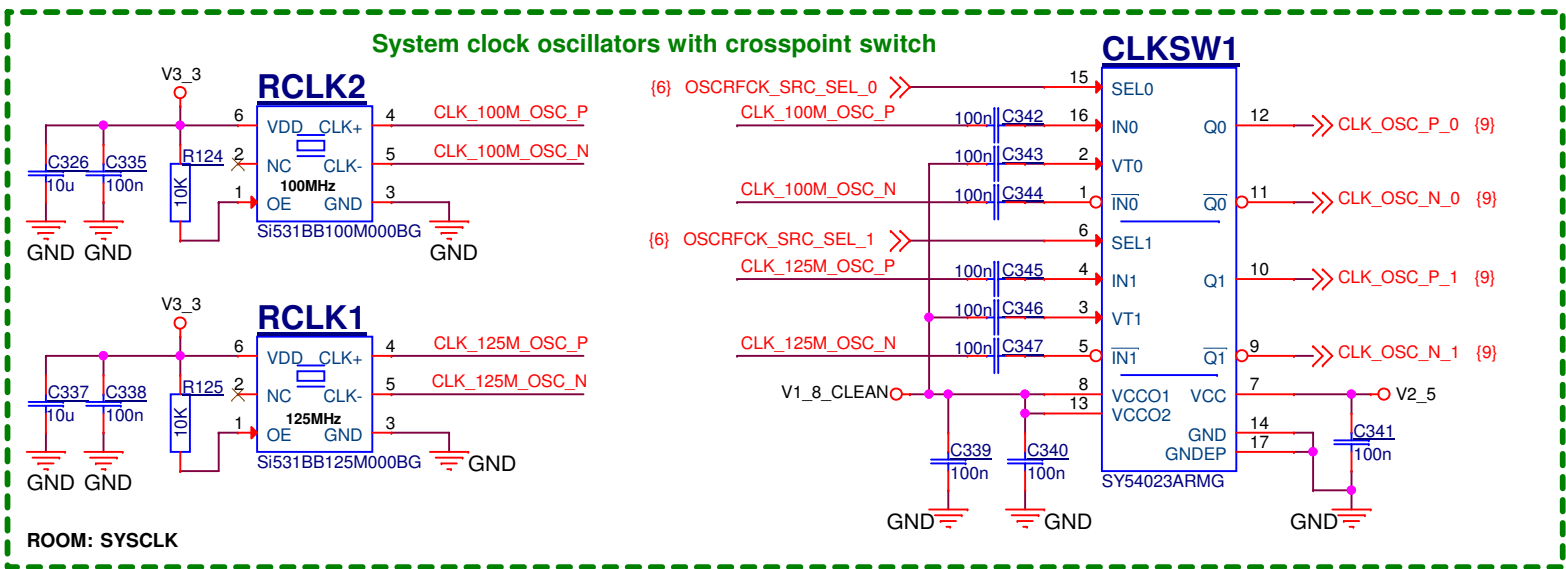 System clock oscillators with crosspoint switch
V3_3
RCLK2
6 VDD CLK+ 4 CLK_100M_OSC_P
2 NC CLK- 5 CLK_100M_OSC_N
100MHz
1 OE GND 3
Si531BB100M000BG
C326
10u
C335
100n
R124
10K
GND GND
GND
V3_3
RCLK1
6 VDD CLK+ 4 CLK_125M_OSC_P
2 NC CLK- 5 CLK_125M_OSC_N
125MHz
1 OE GND 3
Si531BB125M000BG
C337
10u
C338
100n
R125
10K
GND GND
GND
ROOM: SYSCLK
CLKSW1
{6} OSCRFCK_SRC_SEL_0 15 SEL0
CLK_100M_OSC_P 100n C342 16 IN0 Q0 12 CLK_OSC_P_0 {9}
100n C343 2 VT0
CLK_100M_OSC_N 100n C344 1 IN0 Q0 11 CLK_OSC_N_0 {9}
{6} OSCRFCK_SRC_SEL_1 6 SEL1
CLK_125M_OSC_P 100n C345 4 IN1 Q1 10 CLK_OSC_P_1 {9}
100n C346 3 VT1
CLK_125M_OSC_N 100n C347 5 IN1 Q1 9 CLK_OSC_N_1 {9}
V1_8_CLEAN 8 VCCO1 VCC 7 V2_5
13 VCCO2
GND 14
GNDEP 17
SY54023ARMG
C339
100n
C340
100n
C341
100n
GND GND GND